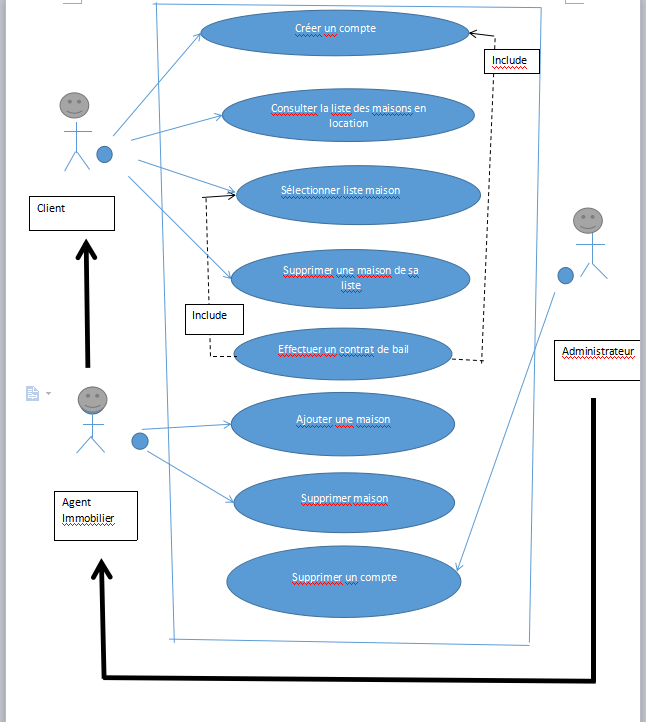 Créer un compte
Include
Consulter la liste des maisons en
location
Sélectionner liste maison
Client
Supprimer une maison de sa
liste
Include
Effectuer un contrat de bail
Administrateur
Ajouter une maison
Agent
Immobilier
Supprimer maison
Supprimer un compte